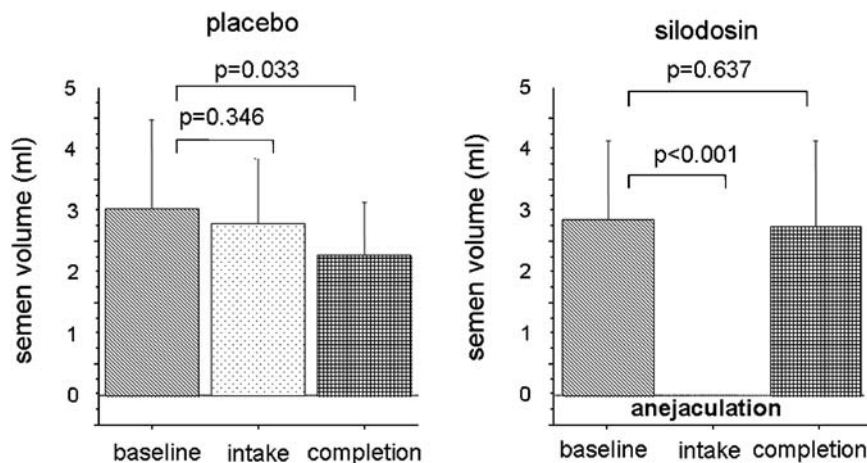 placebo
p=0.033
p=0.346
semen volume (ml)
5
4
3
2
1
0
baseline intake completion
silodosin
p=0.637
p<0.001
semen volume (ml)
5
4
3
2
1
0
anejaculation
baseline intake completion